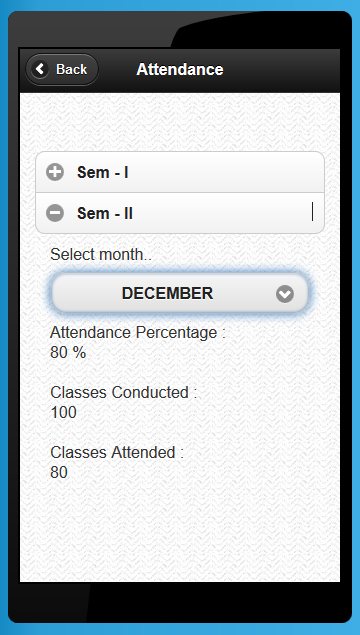 Back
Attendance
Sem - I
Sem - II
Select month..
DECEMBER
Attendance Percentage :
80 %
Classes Conducted :
100
Classes Attended :
80